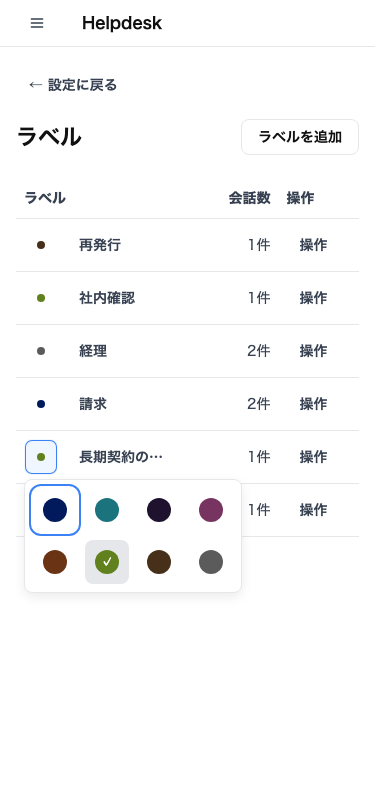 Helpdesk
← 設定に戻る
ラベル
ラベルを追加
ラベル 会話数 操作
再発行 1件 操作
社内確認 1件 操作
経理 2件 操作
請求 2件 操作
長期契約の… 1件 操作
1件 操作